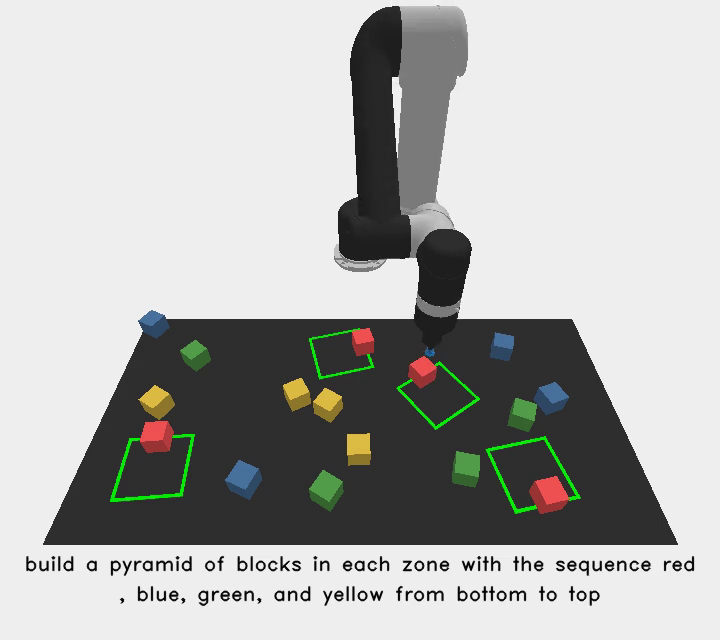 build a pyramid of blocks in each zone with the sequence red
, blue, green, and yellow from bottom to top